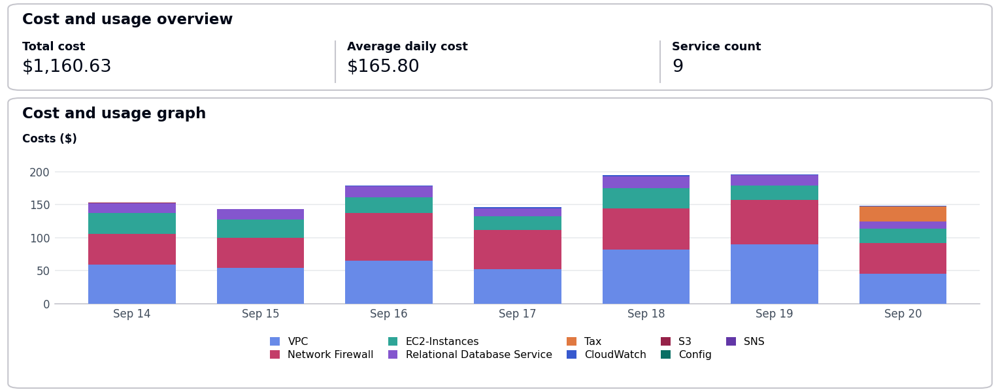 Cost and usage overview
Total cost
$1,160.63
Average daily cost
$165.80
Service count
9
Cost and usage graph
Costs ($)
200
150
100
50
0
Sep 14 Sep 15 Sep 16 Sep 17 Sep 18 Sep 19 Sep 20
VPC EC2-Instances Tax S3 SNS
Network Firewall Relational Database Service CloudWatch Config